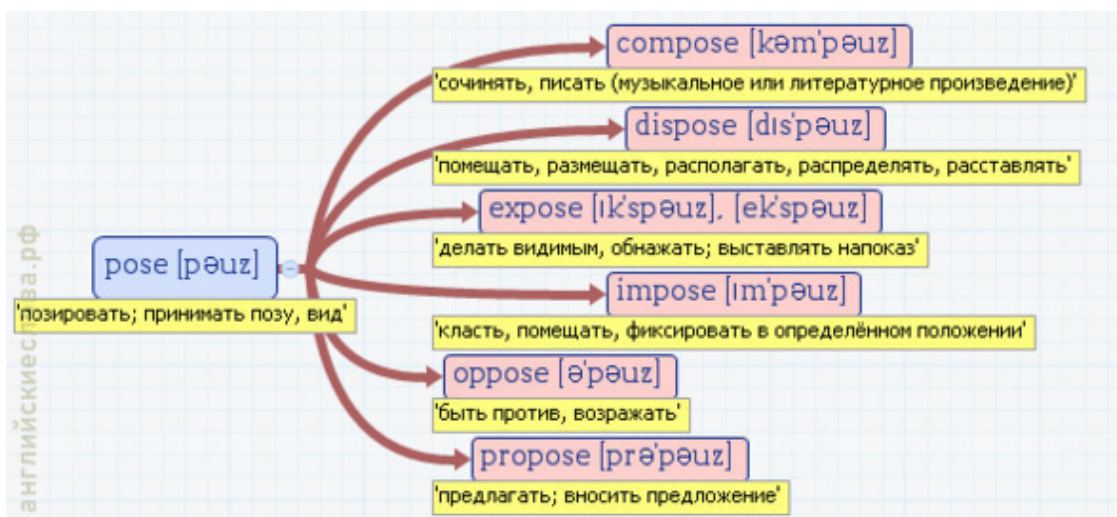 compose [kəm'pəuz]
'сочинять, писать (музыкальное или литературное произведение)'
dispose [dɪs'pəuz]
'помещать, размещать, располагать, распределять, расставлять'
expose [ɪk'spəuz], [ek'spəuz]
'делать видимым, обнажать; выставлять напоказ'
pose [pəuz]
'позировать; принимать позу, вид'
impose [ɪm'pəuz]
'класть, помещать, фиксировать в определённом положении'
oppose [ə'pəuz]
'быть против, возражать'
propose [prə'pəuz]
'предлагать; вносить предложение'
английскиеслова.рф